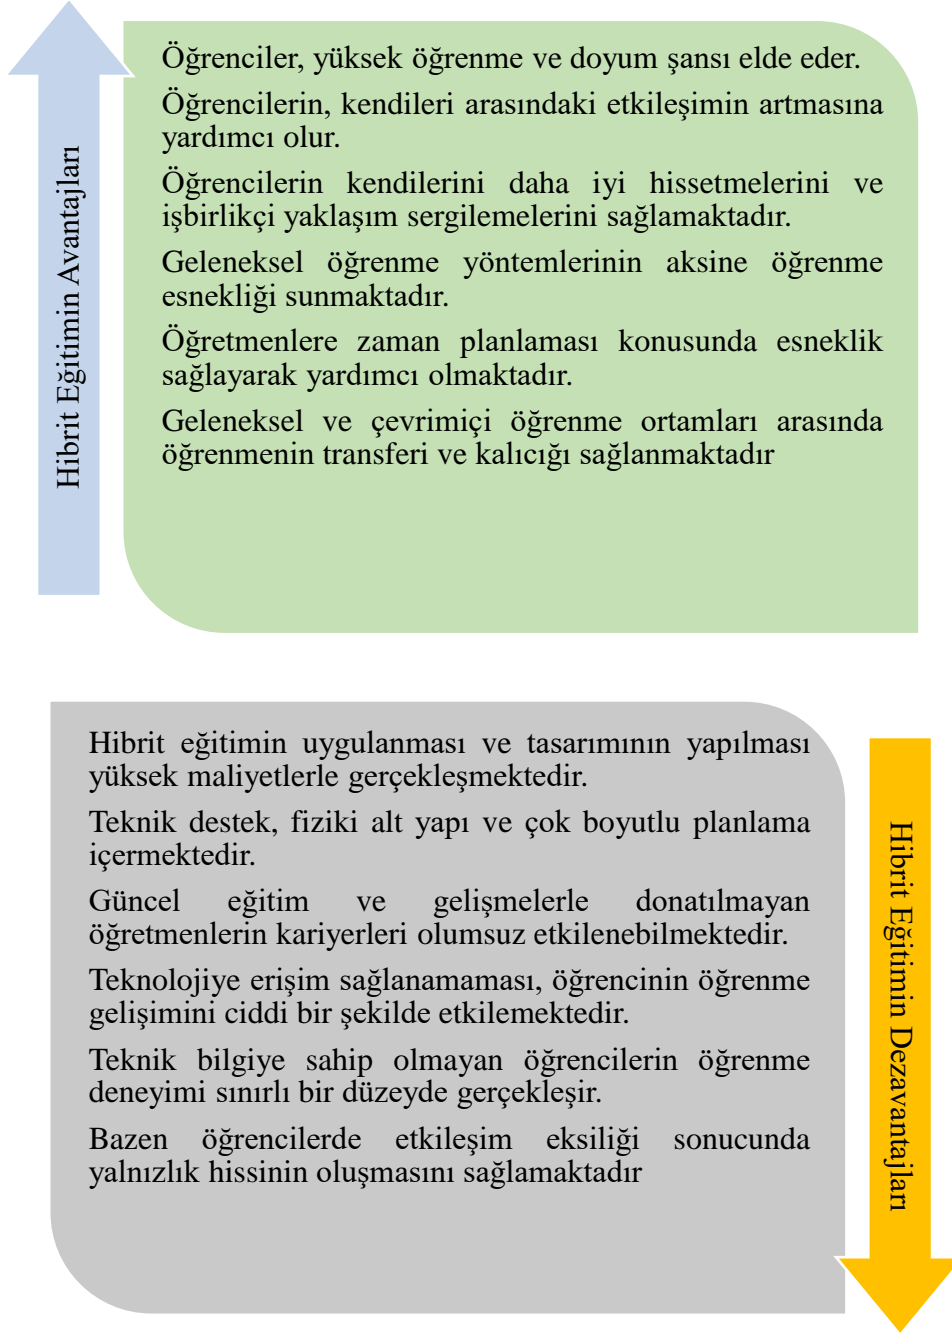 Hibrit Eğitimin Avantajları
Öğrenciler, yüksek öğrenme ve doyum şansı elde eder.
Öğrencilerin, kendileri arasındaki etkileşimin artmasına
yardımcı olur.
Öğrencilerin kendilerini daha iyi hissetmelerini ve
işbirlikçi yaklaşım sergilemelerini sağlamaktadır.
Geleneksel öğrenme yöntemlerinin aksine öğrenme
esnekliği sunmaktadır.
Öğretmenlere zaman planlaması konusunda esneklik
sağlayarak yardımcı olmaktadır.
Geleneksel ve çevrimiçi öğrenme ortamları arasında
öğrenmenin transferi ve kalıcığı sağlanmaktadır
Hibrit eğitimin uygulanması ve tasarımının yapılması
yüksek maliyetlerle gerçekleşmektedir.
Teknik destek, fiziki alt yapı ve çok boyutlu planlama
içermektedir.
Güncel eğitim ve gelişmelerle donatılmayan
öğretmenlerin kariyerleri olumsuz etkilenebilmektedir.
Teknolojiye erişim sağlanamaması, öğrencinin öğrenme
gelişimini ciddi bir şekilde etkilemektedir.
Teknik bilgiye sahip olmayan öğrencilerin öğrenme
deneyimi sınırlı bir düzeyde gerçekleşir.
Bazen öğrencilerde etkileşim eksiliği sonucunda
yalnızlık hissinin oluşmasını sağlamaktadır
Hibrit Eğitimin Dezavantajları